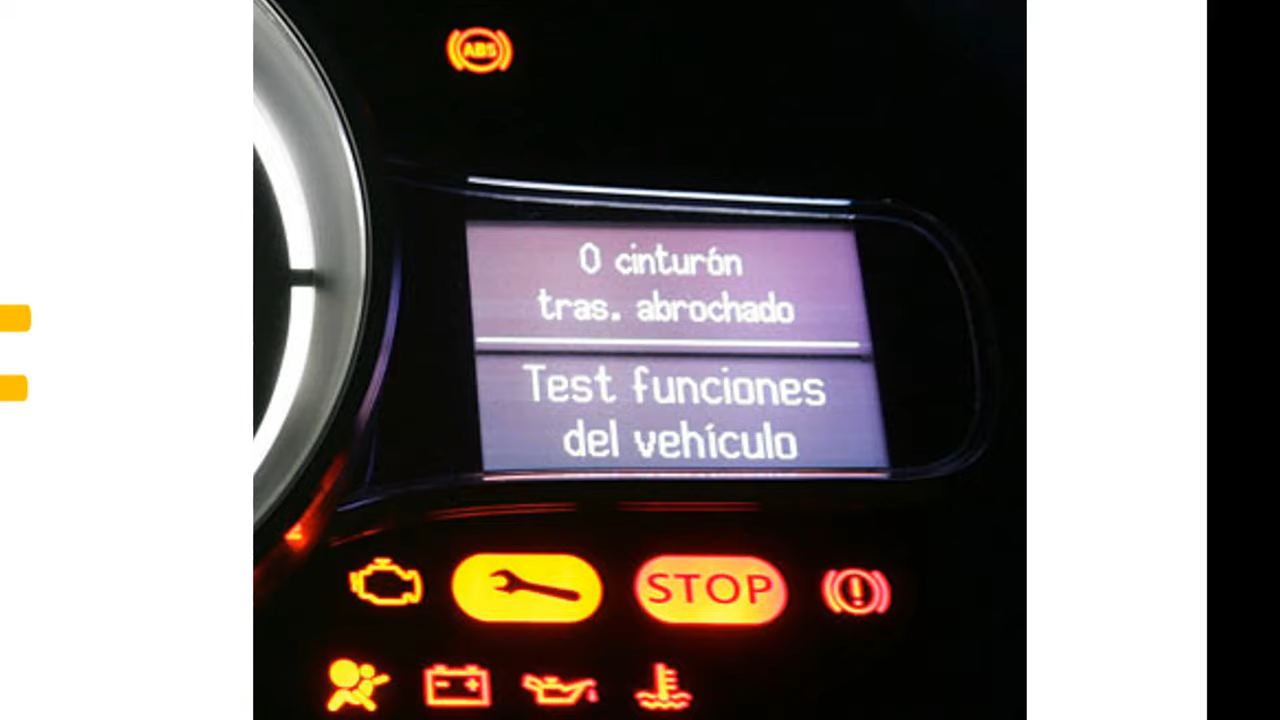 ABS
0 cinturón
tras. abrochado
Test funciones
del vehículo
STOP